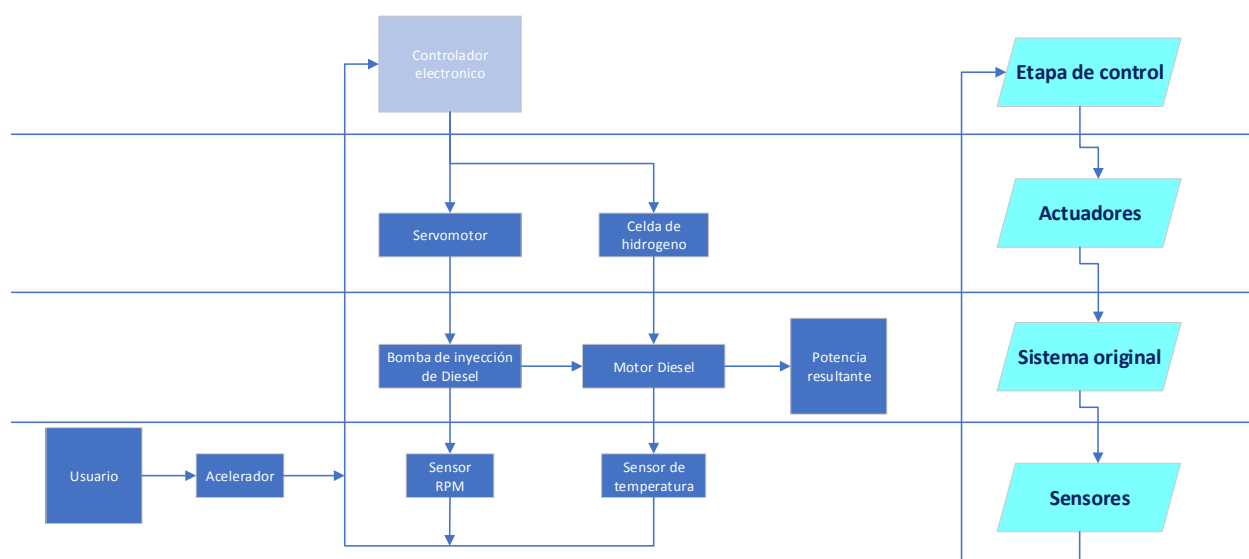 Controlador
electronico
Etapa de control
Servomotor
Celda de
hidrogeno
Actuadores
Bomba de inyección
de Diesel
Motor Diesel
Potencia
resultante
Sistema original
Usuario
Acelerador
Sensor
RPM
Sensor de
temperatura
Sensores